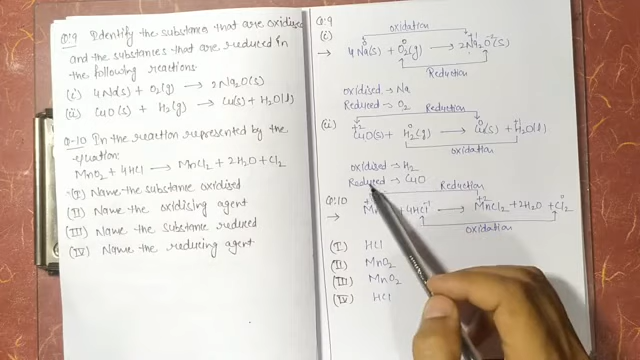 Q:9 Identify the substances that are oxidised
and the substances that are reduced in
the following reactions.
(i) 4Na(s) + O₂(g) → 2Na₂O(s)
(ii) CuO(s) + H₂(g) → Cu(s) + H₂O(l)
Q-10 In the reaction represented by the
equation:
MnO₂ + 4HCl → MnCl₂ + 2H₂O + Cl₂
(I) Name the substance oxidised
(II) Name the oxidising agent
(III) Name the substance reduced
(IV) Name the reducing agent
Q:9
(i)
oxidation
→ 4Na(s) + O₂(g) → 2Na₂O(s)
Reduction
oxidised → Na
Reduced → O₂
(ii)
Reduction
CuO(s) + H₂(g) → Cu(s) + H₂O(l)
oxidation
oxidised → H₂
Reduced → CuO
Reduction
Q:10
→ Mn + 4HCl → MnCl₂ + 2H₂O + Cl₂
oxidation
(I) HCl
(II) MnO₂
(III) MnO₂
(IV) HCl